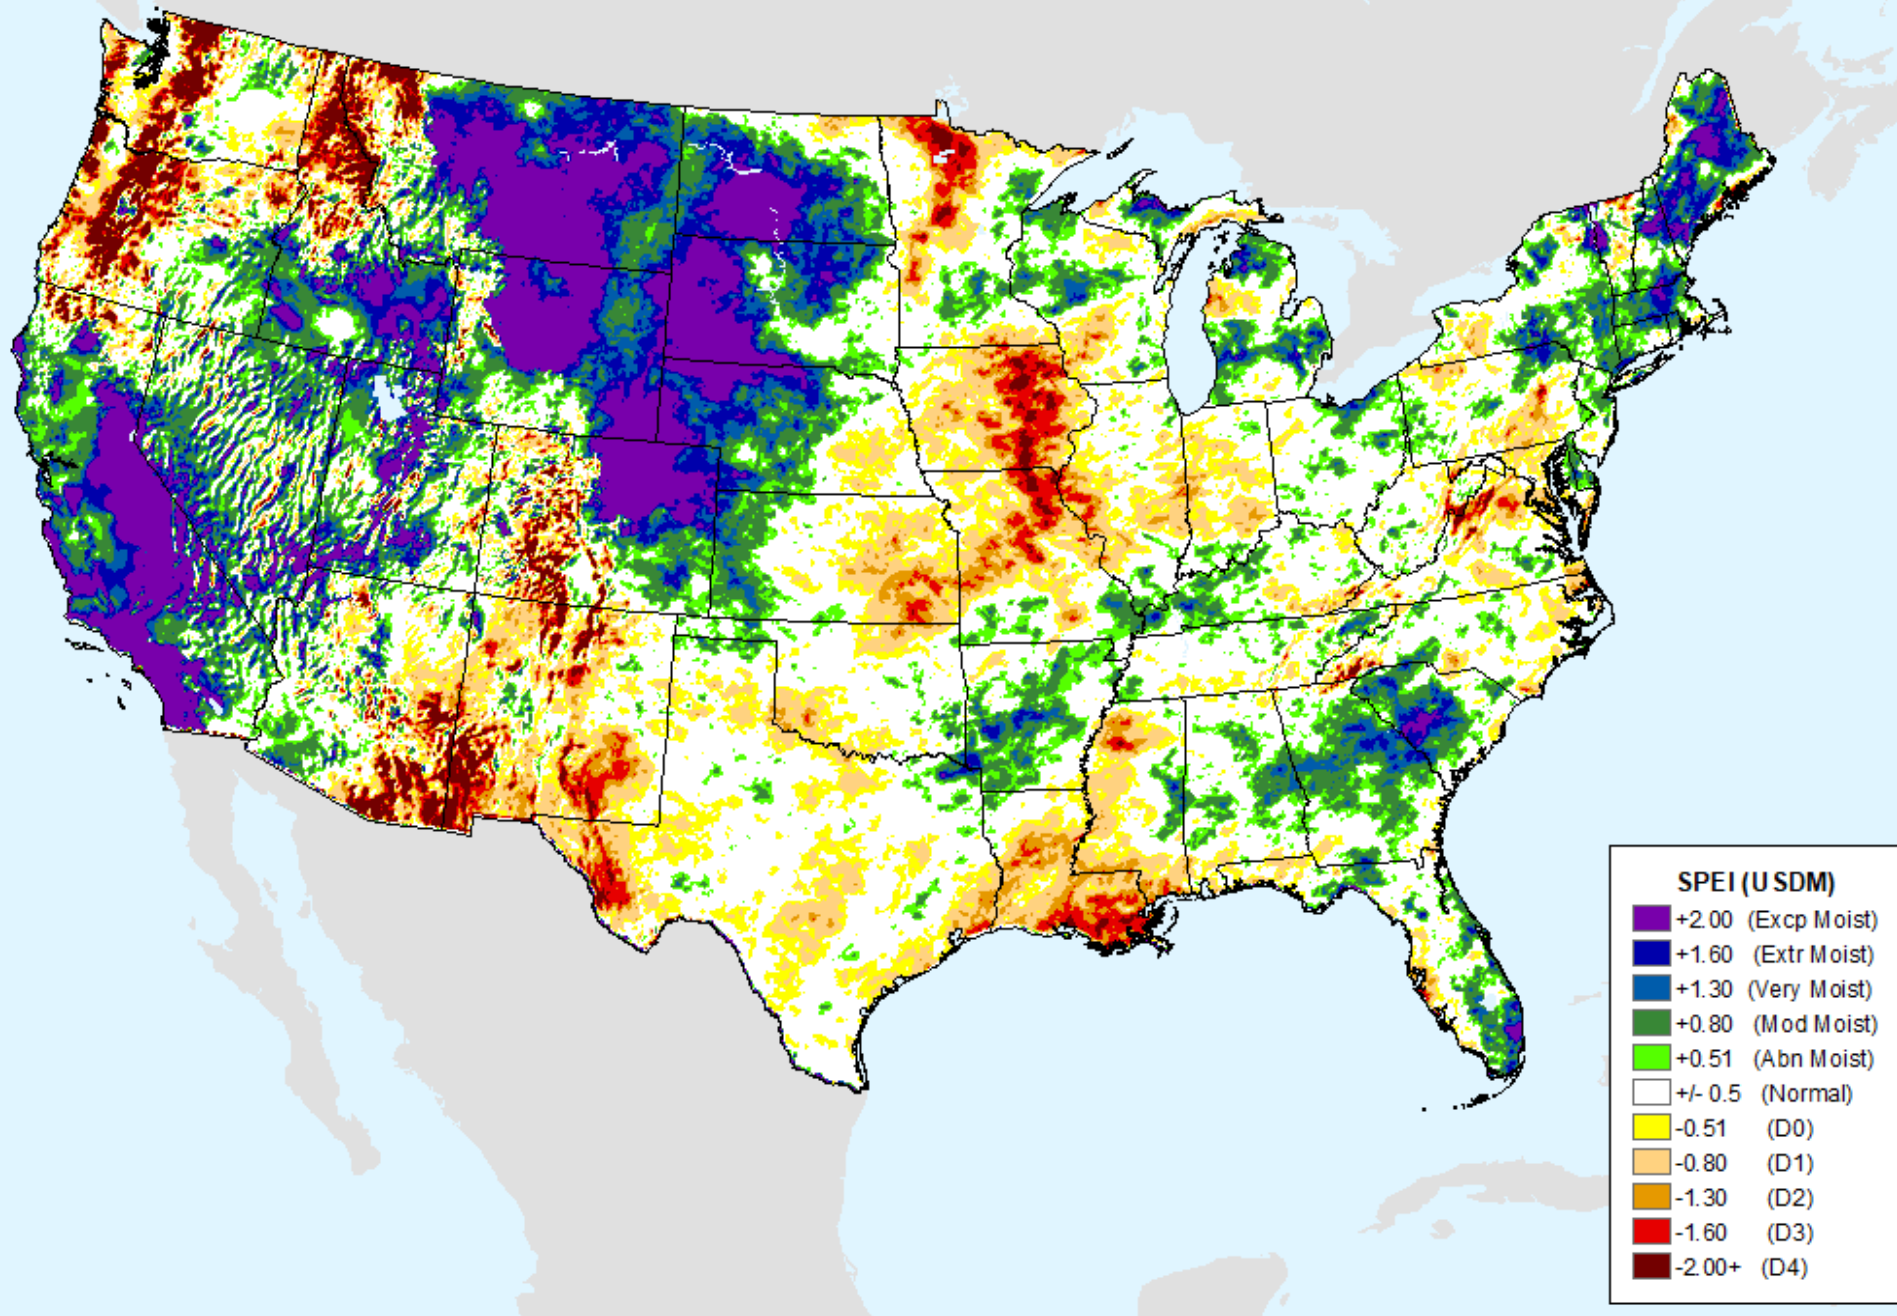 SPEI (USDM)
+2.00 (Excp Moist)
+1.60 (Extr Moist)
+1.30 (Very Moist)
+0.80 (Mod Moist)
+0.51 (Abn Moist)
+/- 0.5 (Normal)
-0.51 (D0)
-0.80 (D1)
-1.30 (D2)
-1.60 (D3)
-2.00+ (D4)